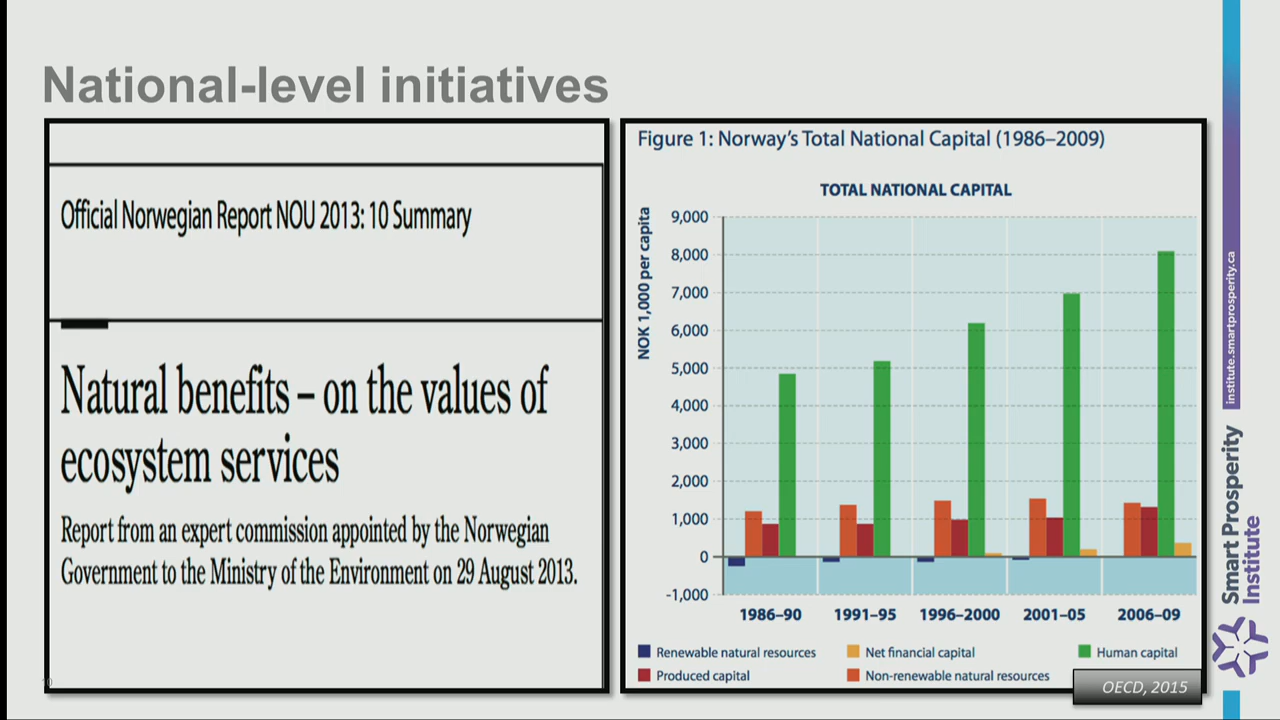 National-level initiatives
Official Norwegian Report NOU 2013: 10 Summary
Natural benefits – on the values of
ecosystem services
Report from an expert commission appointed by the Norwegian
Government to the Ministry of the Environment on 29 August 2013.
Figure 1: Norway's Total National Capital (1986–2009)
TOTAL NATIONAL CAPITAL
NOK 1,000 per capita
9,000
8,000
7,000
6,000
5,000
4,000
3,000
2,000
1,000
0
-1,000
1986–90 1991–95 1996–2000 2001–05 2006–09
Renewable natural resources Net financial capital Human capital
Produced capital Non-renewable natural resources
OECD, 2015
institute.smartprosperity.ca
Smart Prosperity
Institute